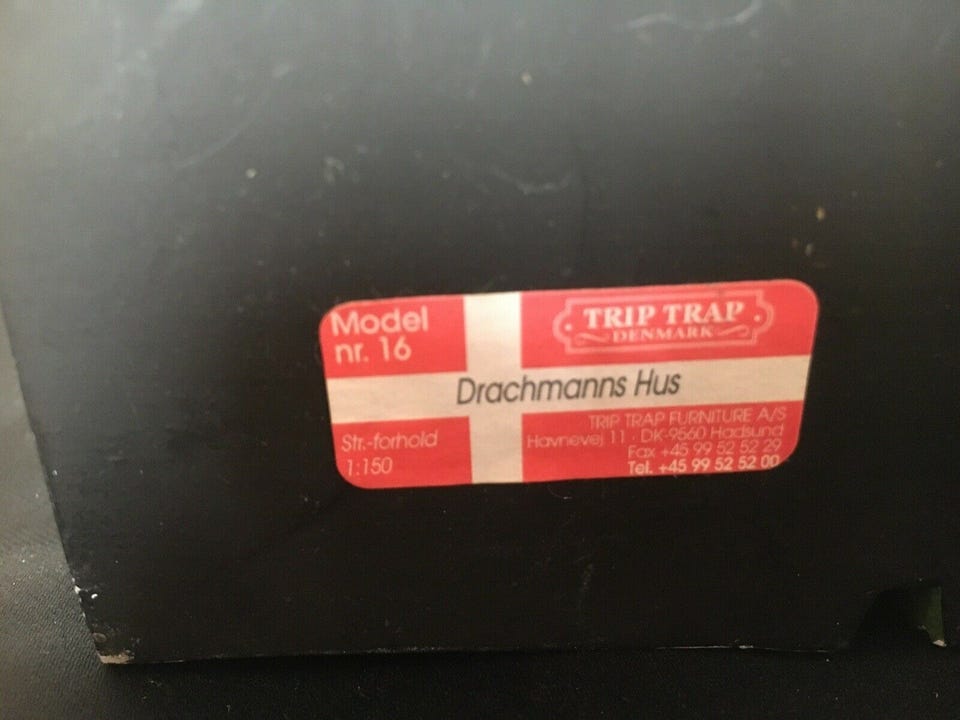 Model
nr. 16
TRIP TRAP
DENMARK
Drachmanns Hus
Str.-forhold
1:150
TRIP TRAP FURNITURE A/S
Havnevej 11 · DK-9560 Hadsund
Fax +45 99 52 52 29
Tel. +45 99 52 52 00